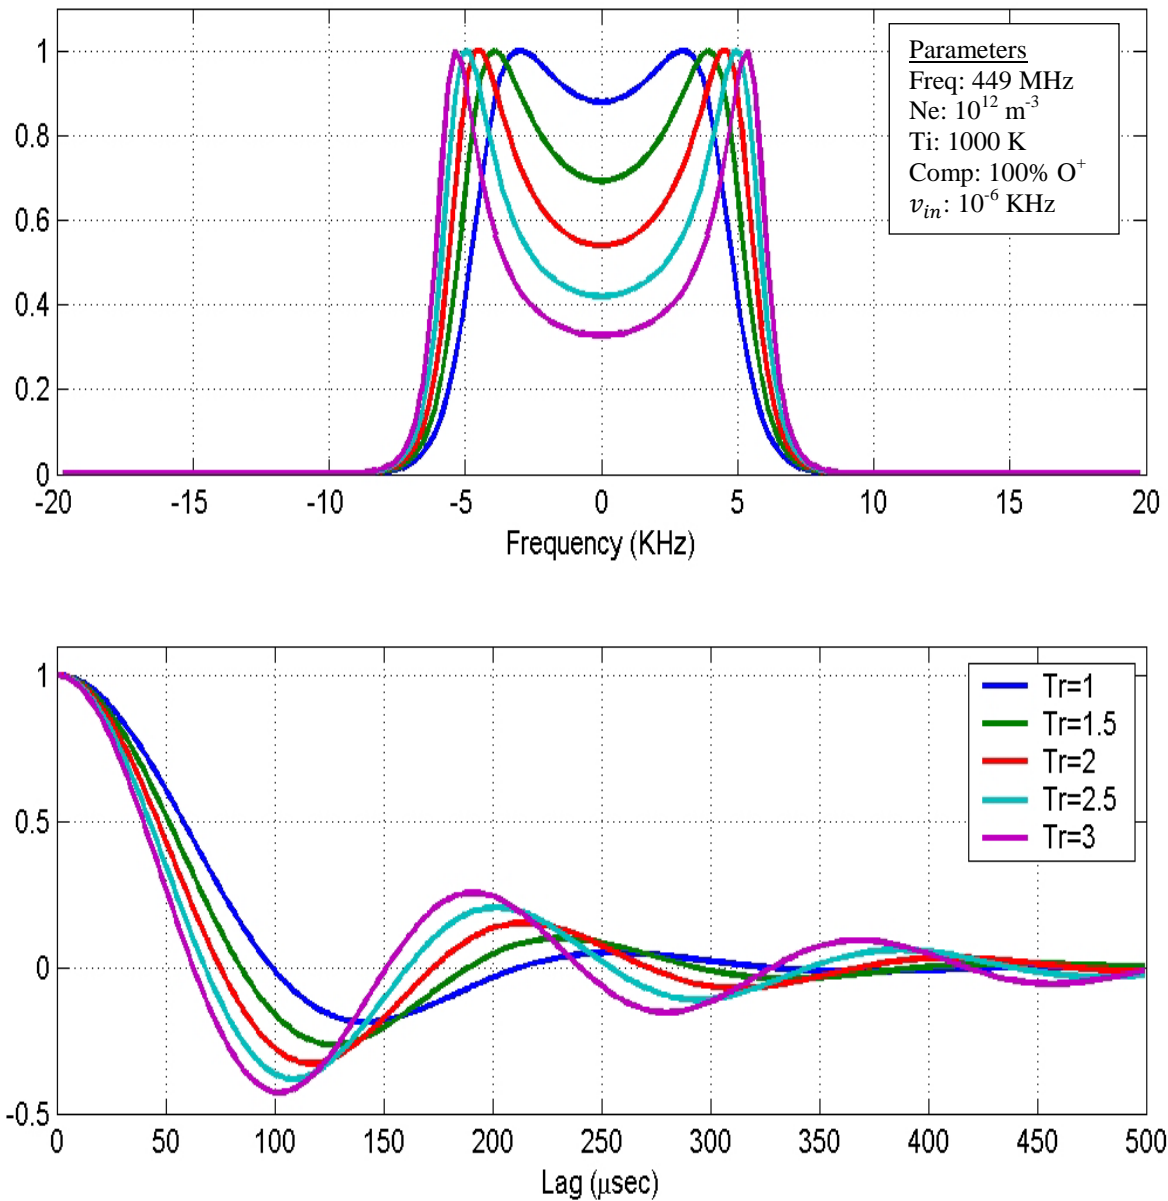 1
0.8
0.6
0.4
0.2
0
-20
-15
-10
-5
0
5
10
15
20
Frequency (KHz)
Parameters
Freq: 449 MHz
Ne: 10¹² m⁻³
Ti: 1000 K
Comp: 100% O⁺
𝑣ᵢₙ: 10⁻⁶ KHz
1
0.5
0
-0.5
0
50
100
150
200
250
300
350
400
450
500
Lag (μsec)
Tr=1
Tr=1.5
Tr=2
Tr=2.5
Tr=3